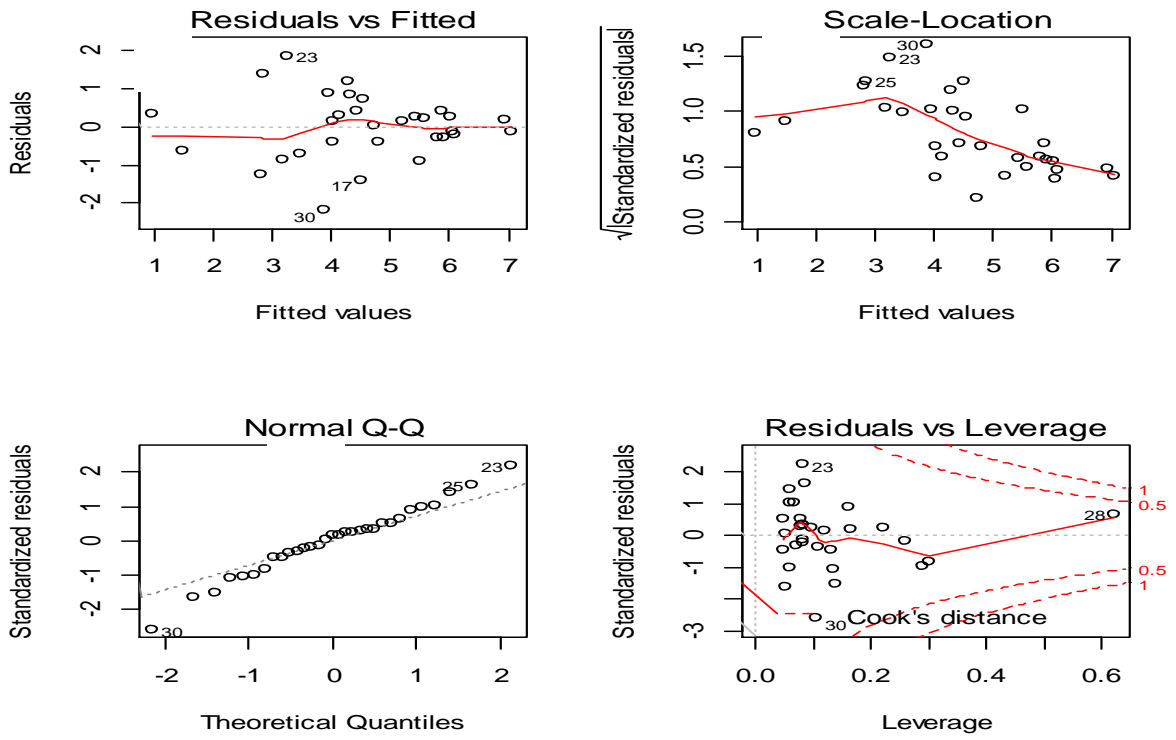 Residuals vs Fitted
Residuals
2
1
0
-1
-2
23
17
30
1 2 3 4 5 6 7
Fitted values
Scale-Location
√|Standardized residuals|
1.5
1.0
0.5
0.0
30
23
25
1 2 3 4 5 6 7
Fitted values
Normal Q-Q
Standardized residuals
2
1
0
-1
-2
23
25
30
-2 -1 0 1 2
Theoretical Quantiles
Residuals vs Leverage
Standardized residuals
2
1
0
-1
-3
23
28
30
Cook's distance
1
0.5
0.5
1
0.0 0.2 0.4 0.6
Leverage